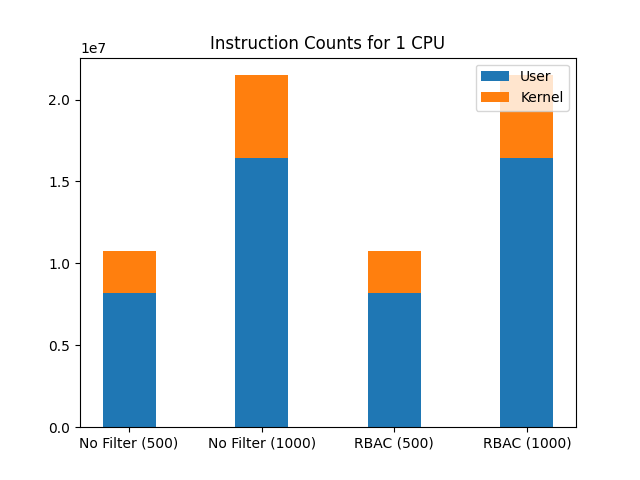 Instruction Counts for 1 CPU
1e7
User
Kernel
2.0
1.5
1.0
0.5
0.0
No Filter (500) No Filter (1000) RBAC (500) RBAC (1000)